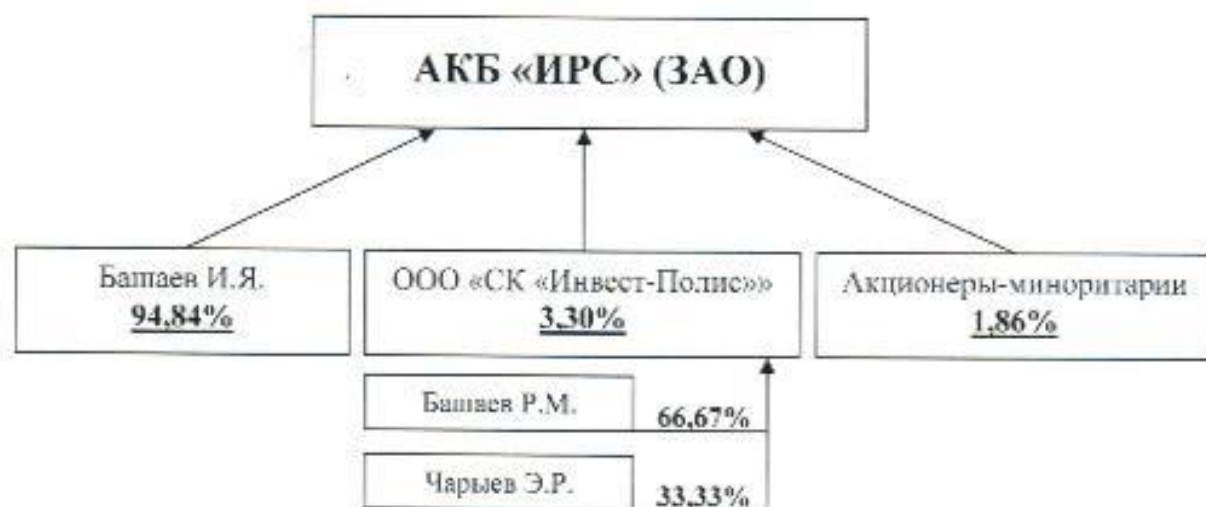 АКБ «ИРС» (ЗАО)
Башаев И.Я.
94,84%
ООО «СК «Инвест-Полис»»
3,30%
Акционеры-миноритарии
1,86%
Башаев Р.М.
66,67%
Чарыев Э.Р.
33,33%